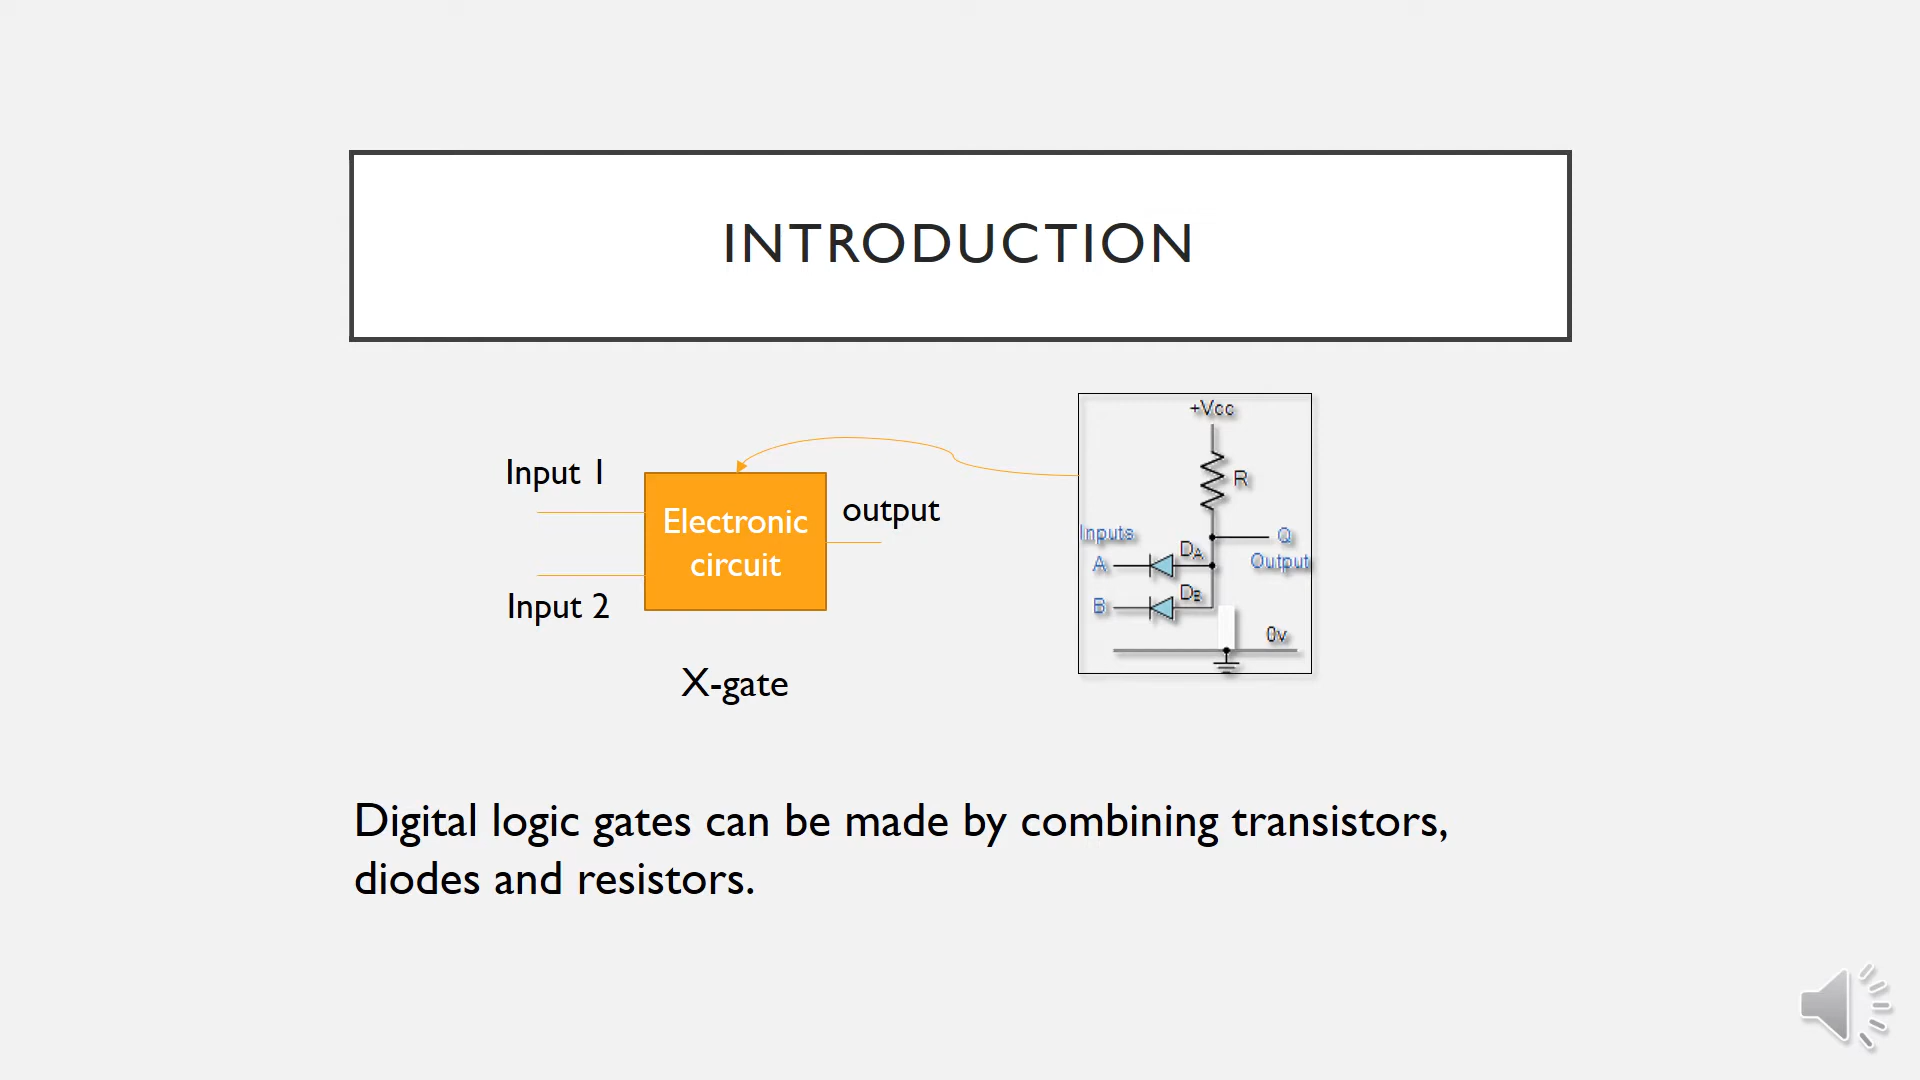 INTRODUCTION
Input 1
Electronic
circuit
output
Input 2
X-gate
+Vcc
R
Inputs
Q
Output
A
DA
B
DB
0v
Digital logic gates can be made by combining transistors,
diodes and resistors.